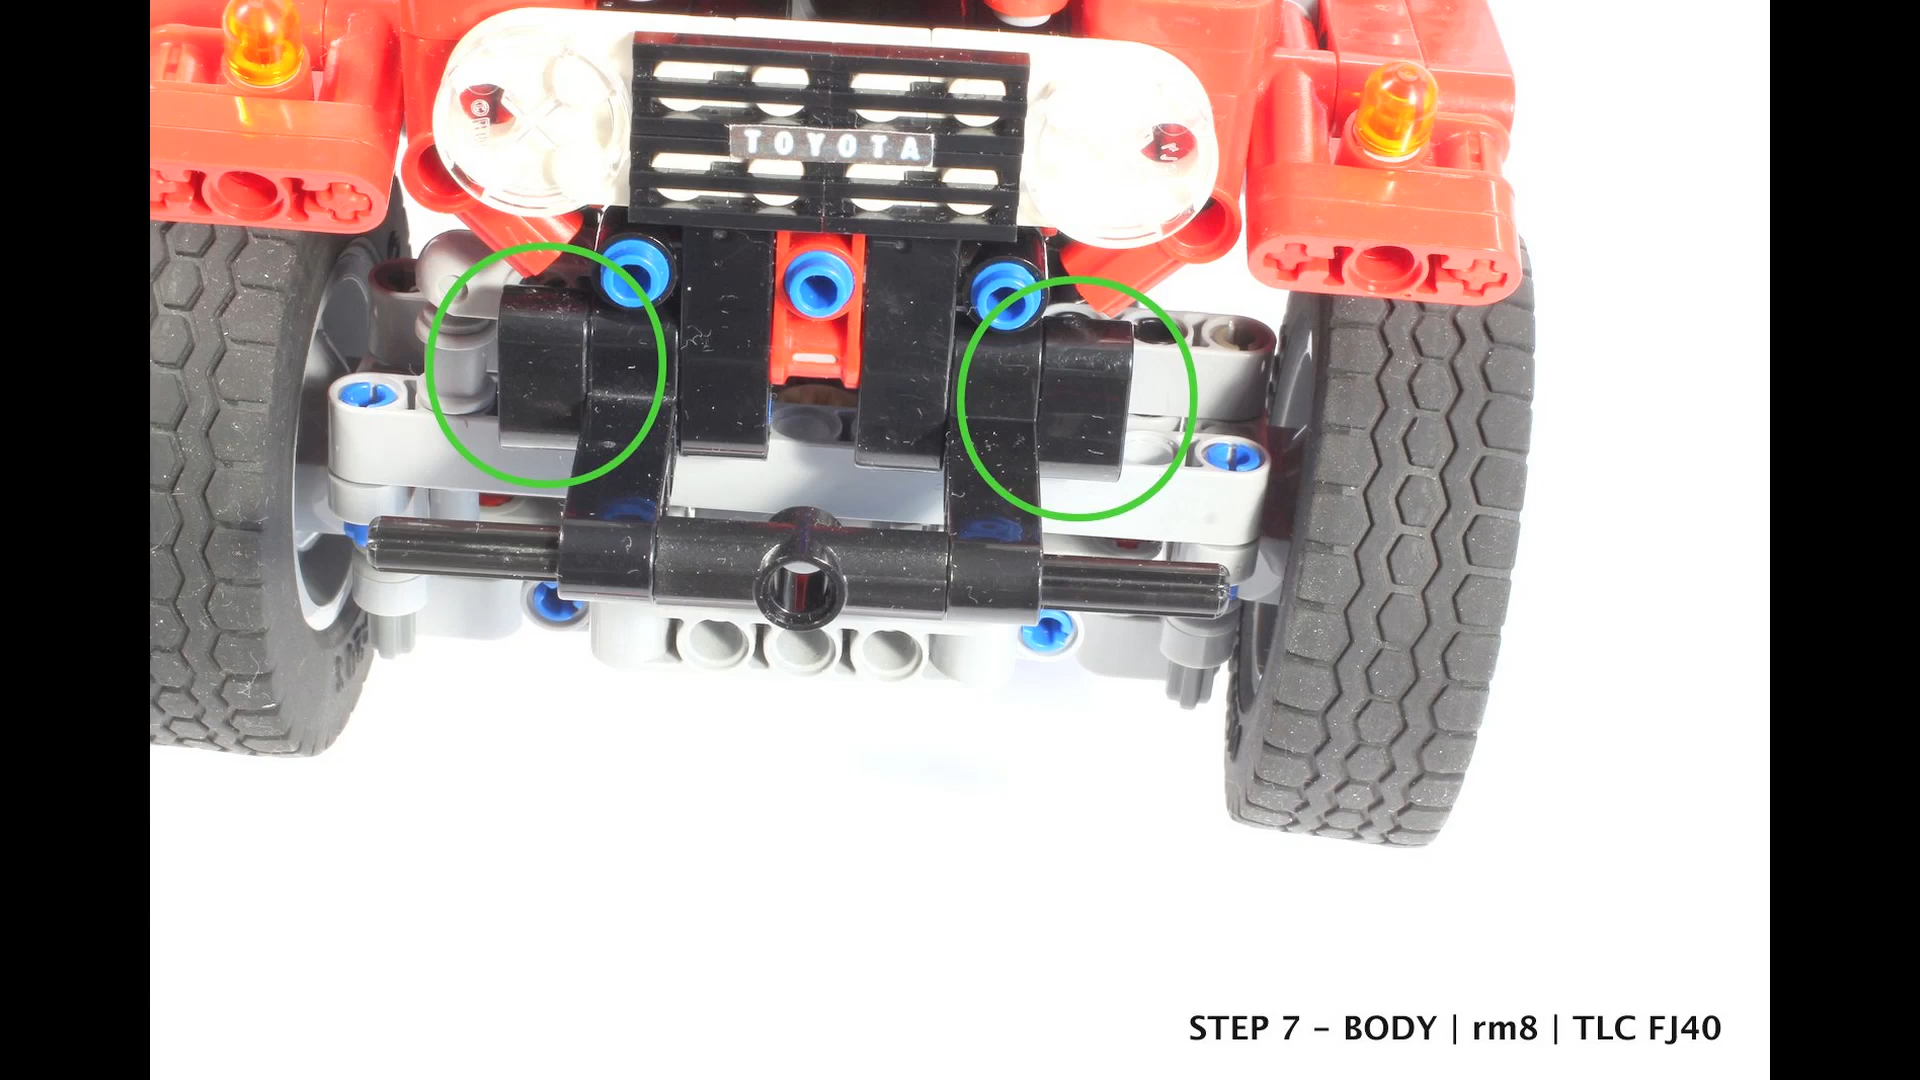 TOYOTA
STEP 7 – BODY | rm8 | TLC FJ40